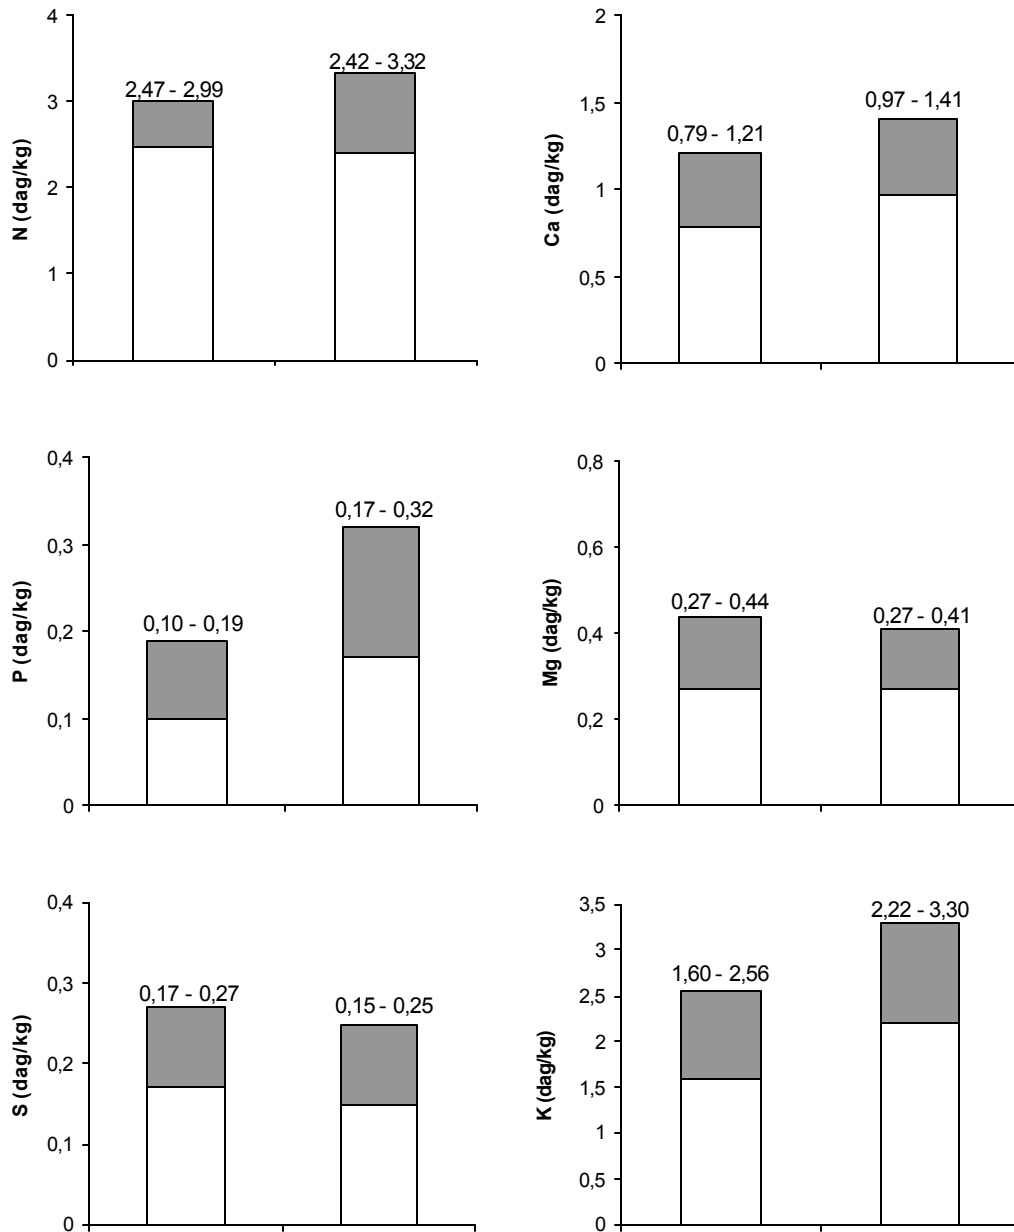 4
3
2
1
0
N (dag/kg)
2,47 - 2,99
2,42 - 3,32
2
1,5
1
0,5
0
Ca (dag/kg)
0,79 - 1,21
0,97 - 1,41
0,4
0,3
0,2
0,1
0
P (dag/kg)
0,10 - 0,19
0,17 - 0,32
0,8
0,6
0,4
0,2
0
Mg (dag/kg)
0,27 - 0,44
0,27 - 0,41
0,4
0,3
0,2
0,1
0
S (dag/kg)
0,17 - 0,27
0,15 - 0,25
3,5
3
2,5
2
1,5
1
0,5
0
K (dag/kg)
1,60 - 2,56
2,22 - 3,30